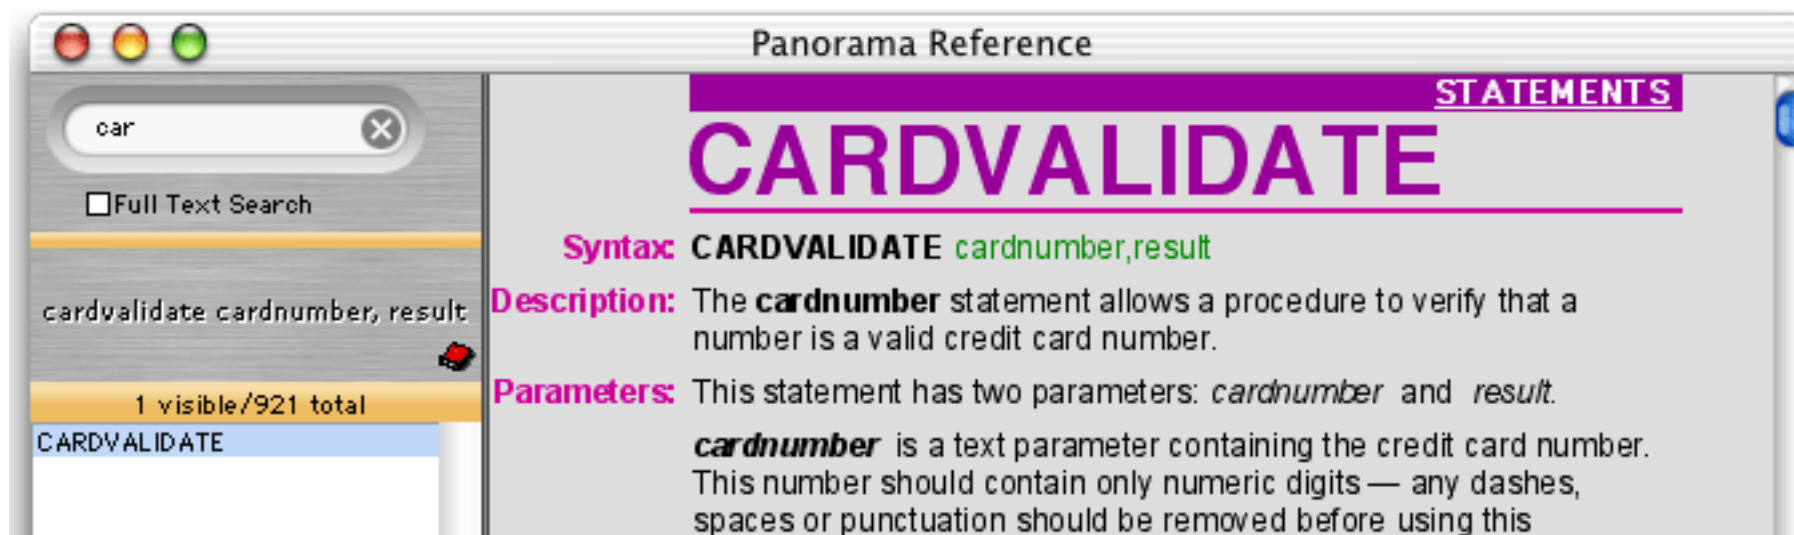 Panorama Reference
car
Full Text Search
cardvalidate cardnumber, result
1 visible/921 total
CARDVALIDATE
STATEMENTS
CARDVALIDATE
Syntax: CARDVALIDATE cardnumber,result
Description: The cardnumber statement allows a procedure to verify that a
number is a valid credit card number.
Parameters: This statement has two parameters: cardnumber and result.
cardnumber is a text parameter containing the credit card number.
This number should contain only numeric digits — any dashes,
spaces or punctuation should be removed before using this